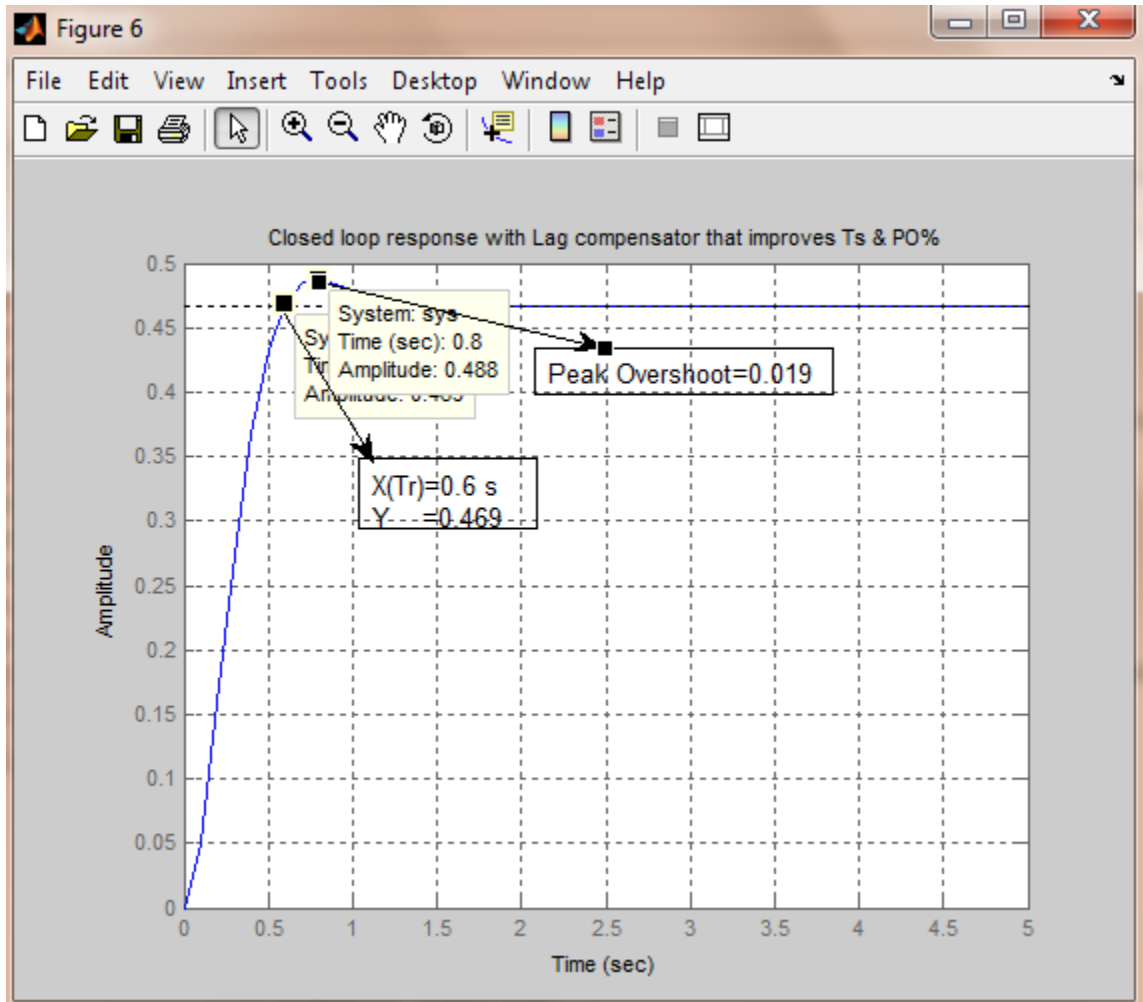 Figure 6
File Edit View Insert Tools Desktop Window Help
Closed loop response with Lag compensator that improves Ts & PO%
0.5
0.45
0.4
0.35
0.3
0.25
0.2
0.15
0.1
0.05
0
Amplitude
System: sys
Time (sec): 0.8
Amplitude: 0.488
Sy
Amplitude: 0.469
Peak Overshoot=0.019
X(Tr)=0.6 s
Y =0.469
0 0.5 1 1.5 2 2.5 3 3.5 4 4.5 5
Time (sec)